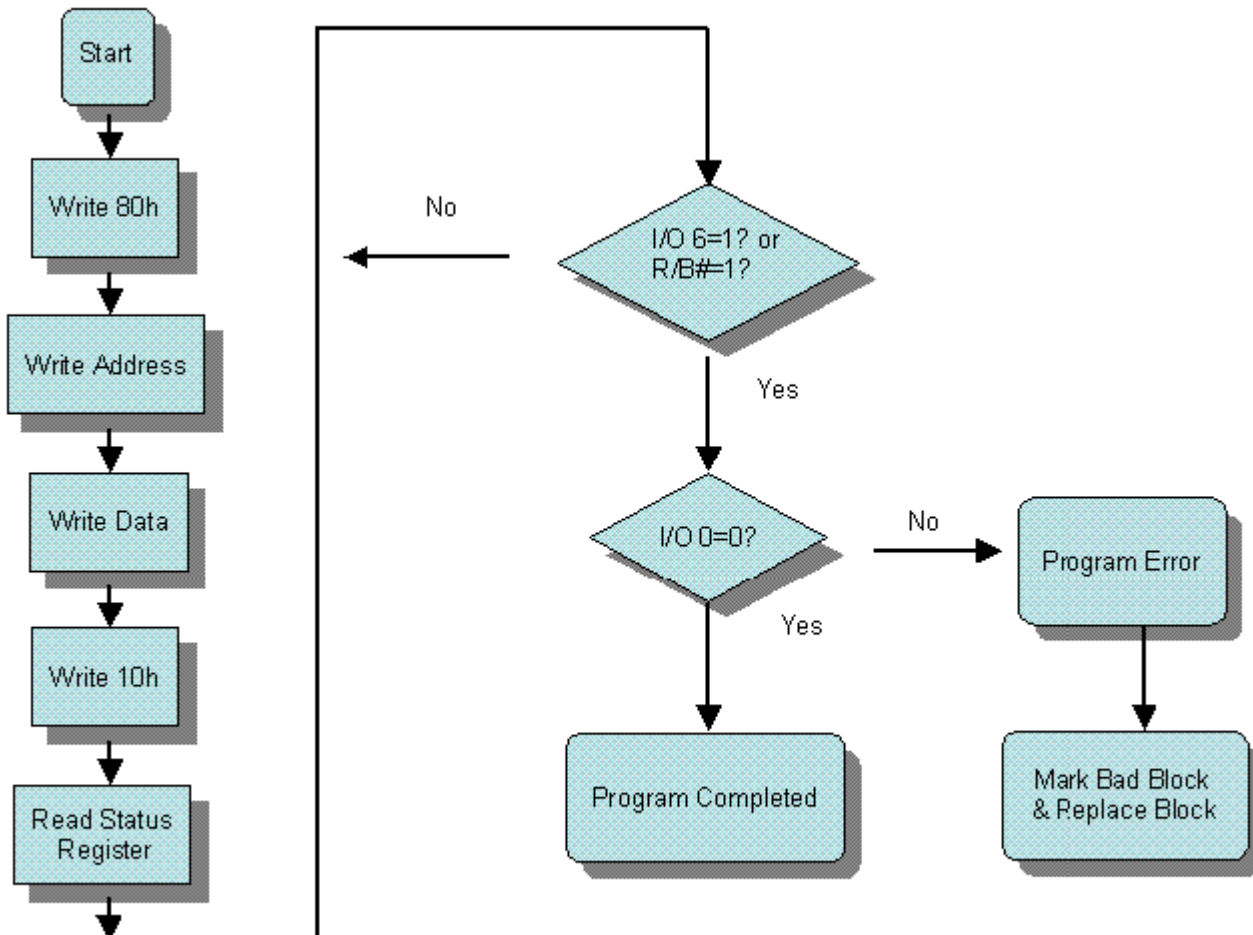 Start
Write 80h
Write Address
Write Data
Write 10h
Read Status
Register
No
I/O 6=1? or
R/B#=1?
Yes
I/O 0=0?
No
Program Error
Yes
Program Completed
Mark Bad Block
& Replace Block